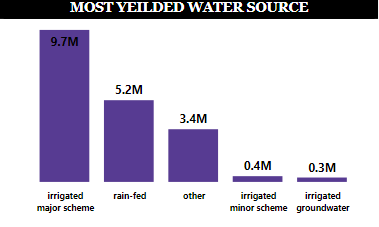 MOST YEILDED WATER SOURCE
9.7M
5.2M
3.4M
0.4M
0.3M
irrigated
major scheme
rain-fed
other
irrigated
minor scheme
irrigated
groundwater